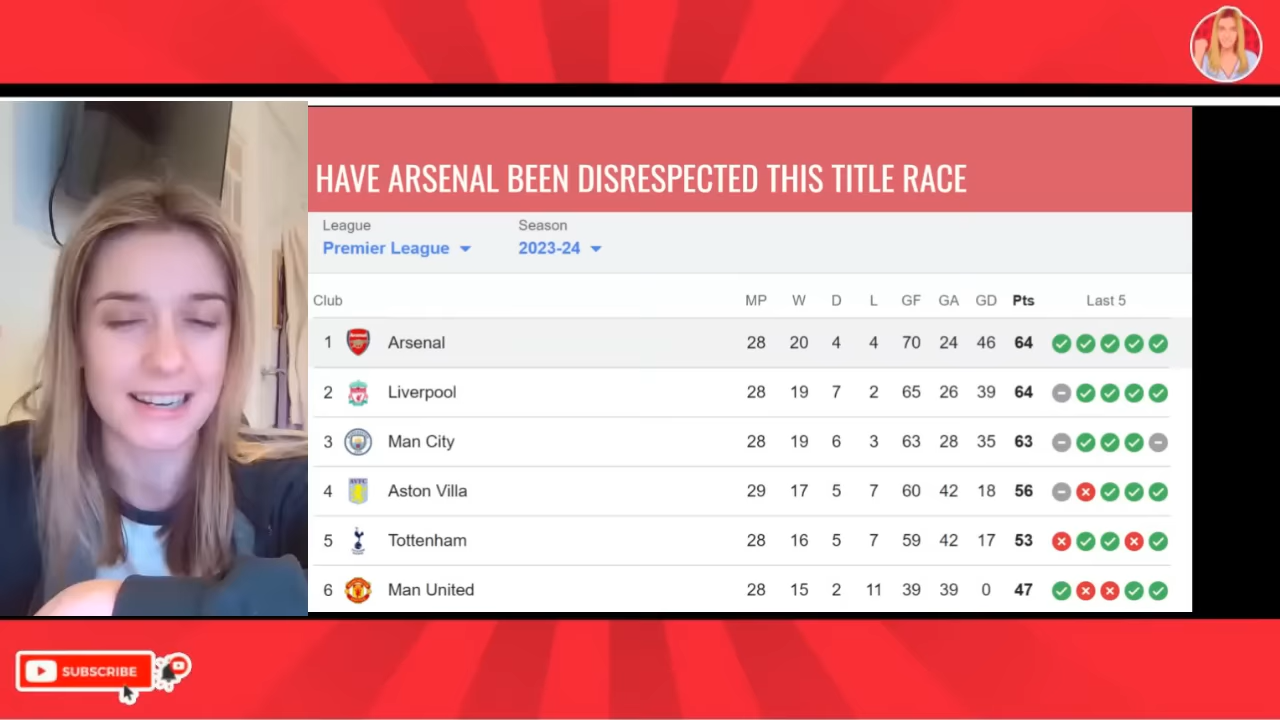 HAVE ARSENAL BEEN DISRESPECTED THIS TITLE RACE
League Season
Premier League 2023-24
Club MP W D L GF GA GD Pts Last 5
1 Arsenal 28 20 4 4 70 24 46 64
2 Liverpool 28 19 7 2 65 26 39 64
3 Man City 28 19 6 3 63 28 35 63
4 Aston Villa 29 17 5 7 60 42 18 56
5 Tottenham 28 16 5 7 59 42 17 53
6 Man United 28 15 2 11 39 39 0 47
SUBSCRIBE